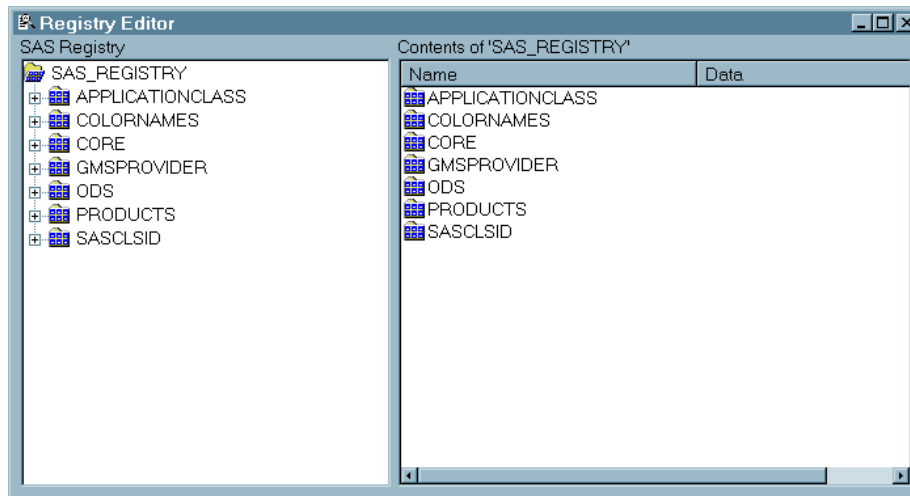 Registry Editor
SAS Registry
SAS_REGISTRY
APPLICATIONCLASS
COLORNAMES
CORE
GMSPROVIDER
ODS
PRODUCTS
SASCLSID
Contents of 'SAS_REGISTRY'
Name Data
APPLICATIONCLASS
COLORNAMES
CORE
GMSPROVIDER
ODS
PRODUCTS
SASCLSID